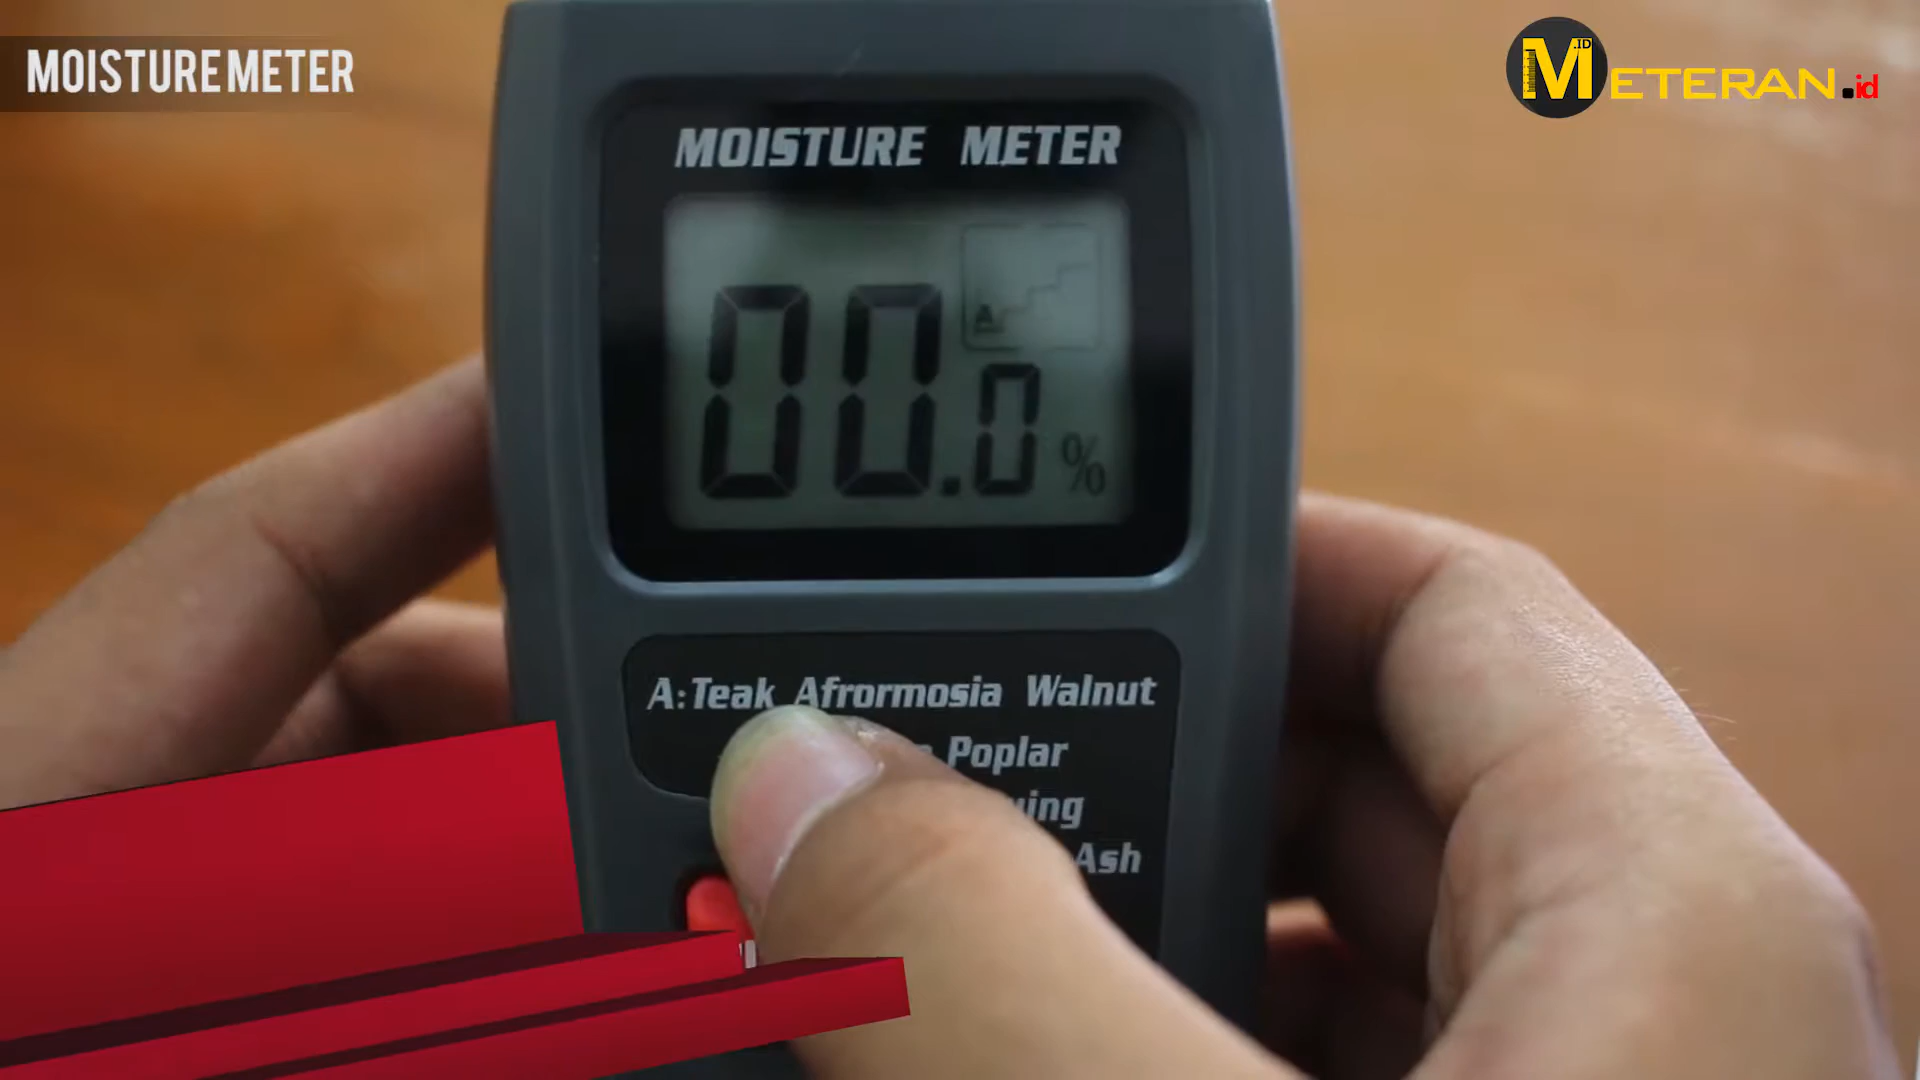 MOISTURE METER
METERAN.id
MOISTURE METER
A
00.0 %
A: Teak Afrormosia Walnut
Poplar
Ash